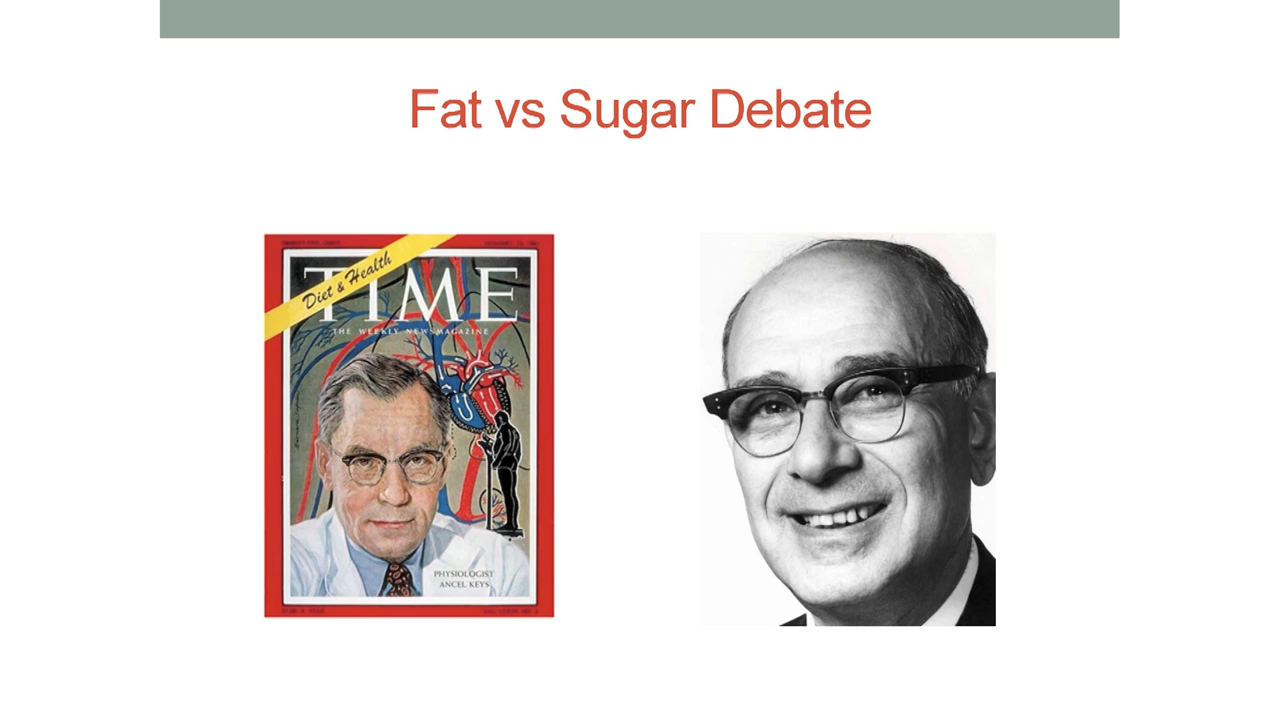 Fat vs Sugar Debate
Diet & Health
TIME
THE WEEKLY NEWSMAGAZINE
PHYSIOLOGIST
ANCEL KEYS